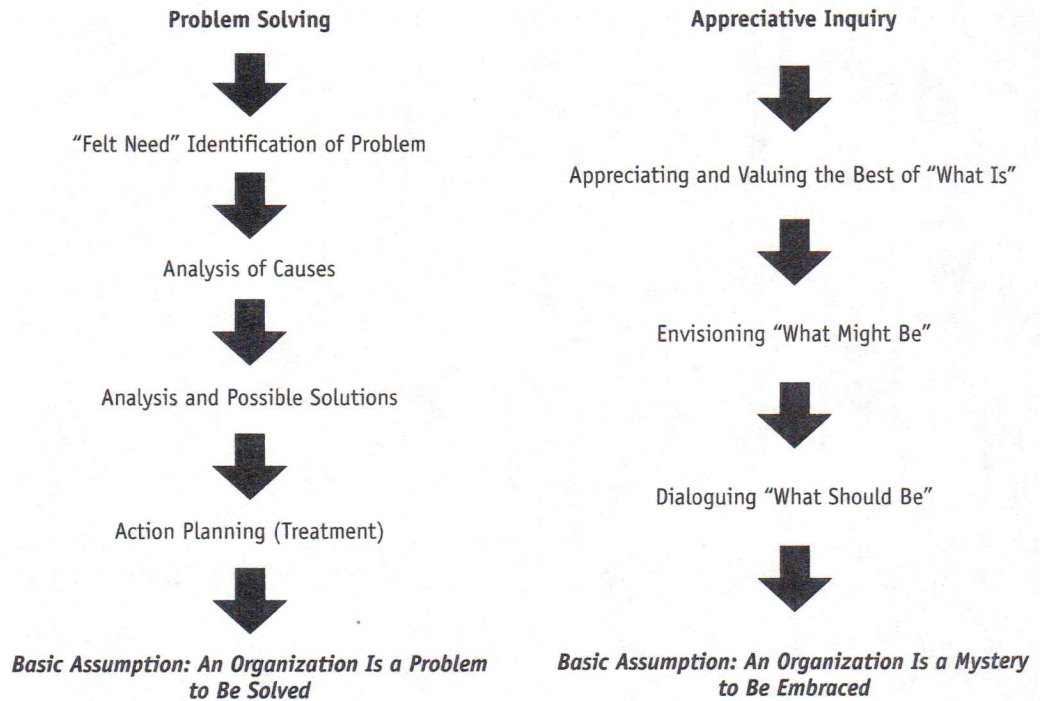 Problem Solving
“Felt Need” Identification of Problem
Analysis of Causes
Analysis and Possible Solutions
Action Planning (Treatment)
Basic Assumption: An Organization Is a Problem
to Be Solved
Appreciative Inquiry
Appreciating and Valuing the Best of “What Is”
Envisioning “What Might Be”
Dialoguing “What Should Be”
Basic Assumption: An Organization Is a Mystery
to Be Embraced